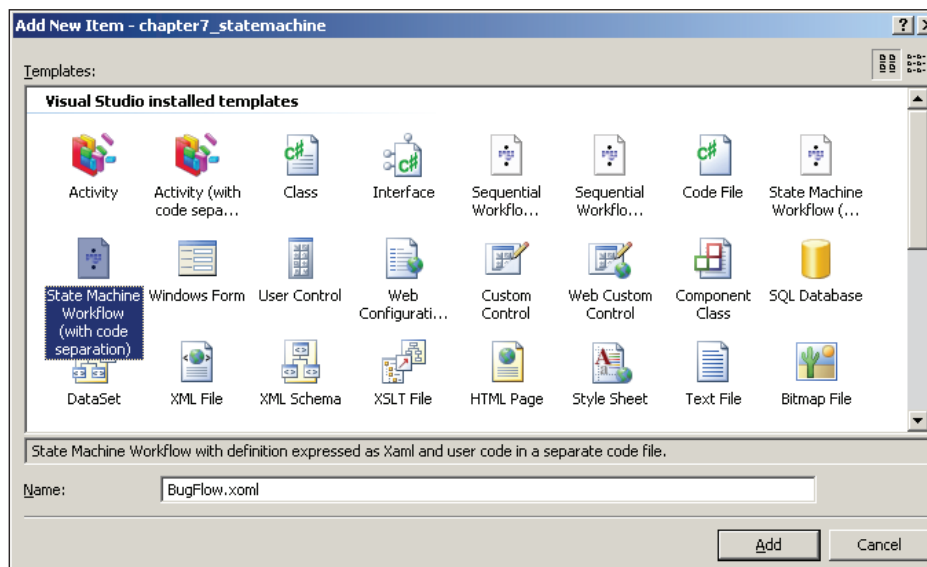 Add New Item - chapter7_statemachine
Templates:
Visual Studio installed templates
Activity
Activity (with
code sepa...
Class
Interface
Sequential
Workflo...
Sequential
Workflo...
Code File
State Machine
Workflow (...
State Machine
Workflow
(with code
separation)
Windows Form
User Control
Web
Configurati...
Custom
Control
Web Custom
Control
Component
Class
SQL Database
DataSet
XML File
XML Schema
XSLT File
HTML Page
Style Sheet
Text File
Bitmap File
State Machine Workflow with definition expressed as Xaml and user code in a separate code file.
Name:
BugFlow.xoml
Add
Cancel